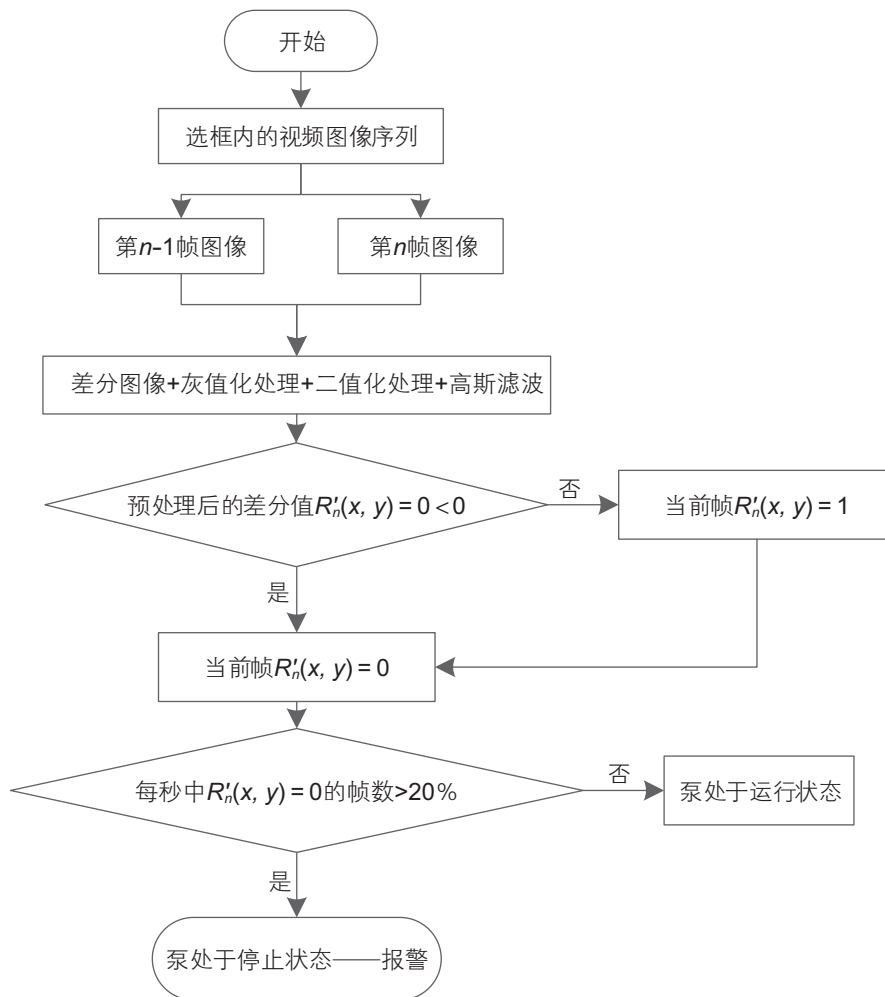 开始
选框内的视频图像序列
第n-1帧图像
第n帧图像
差分图像+灰值化处理+二值化处理+高斯滤波
预处理后的差分值R′n(x, y) = 0 < 0
否
当前帧R′n(x, y) = 1
是
当前帧R′n(x, y) = 0
每秒中R′n(x, y) = 0的帧数>20%
否
泵处于运行状态
是
泵处于停止状态——报警